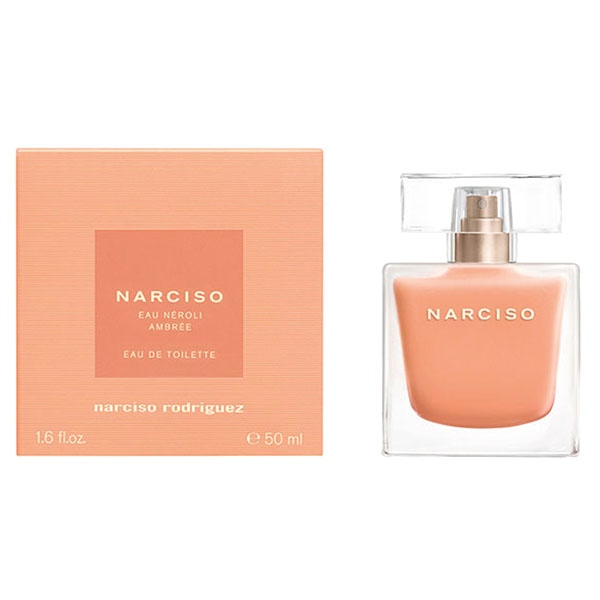 NARCISO
EAU NÉROLI
AMBRÉE
EAU DE TOILETTE
narciso rodriguez
1.6 fl.oz.
℮ 50 ml
NARCISO